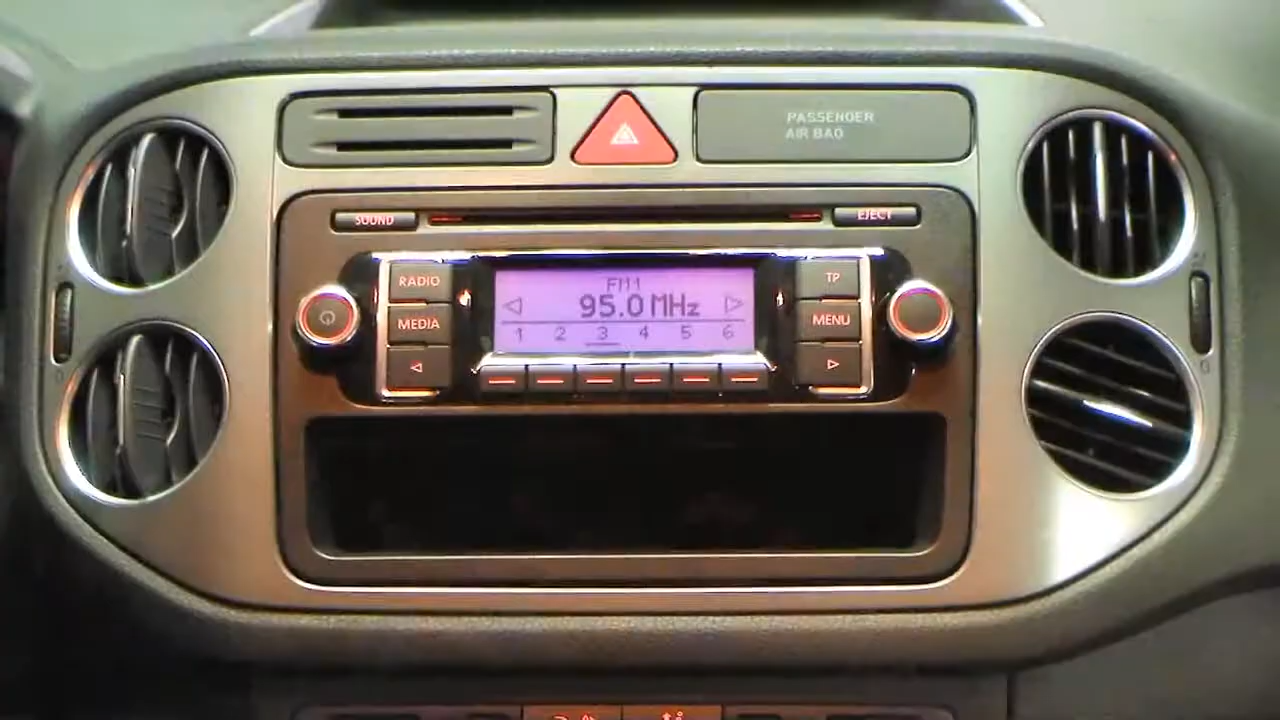 PASSENGER
AIR BAG
SOUND
EJECT
RADIO
MEDIA
FM1
95.0 MHz
1 2 3 4 5 6
TP
MENU